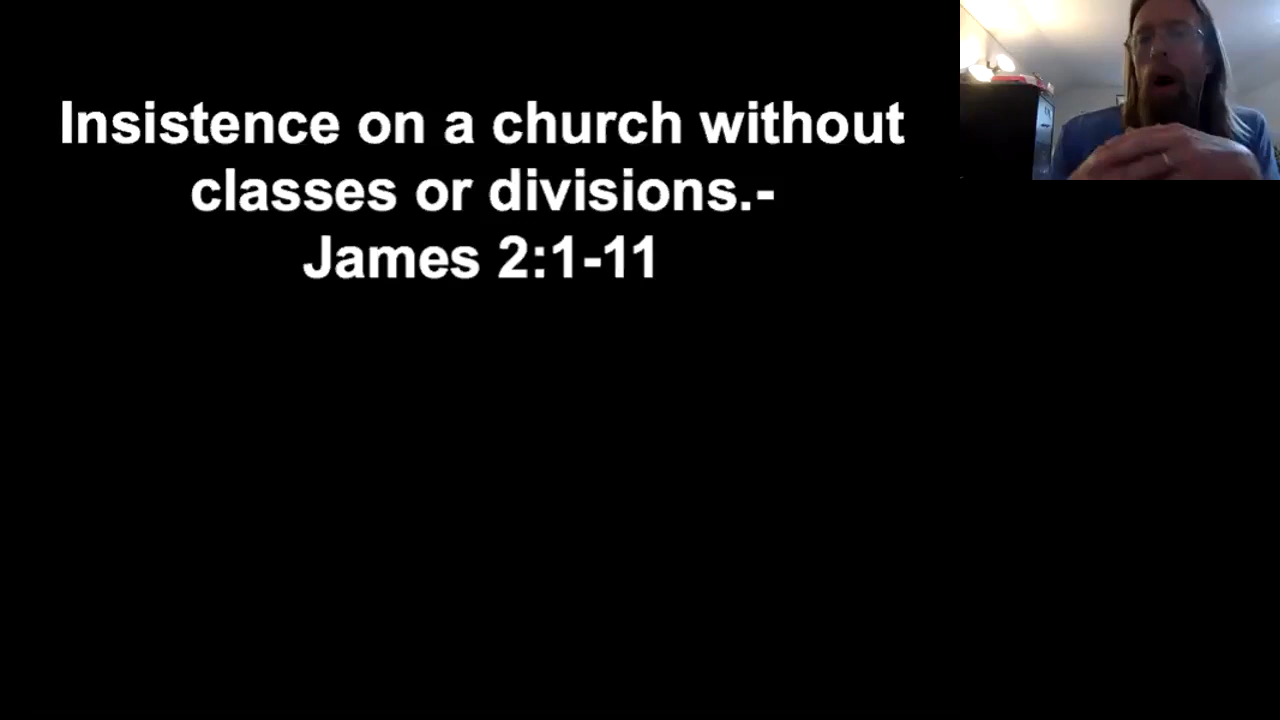 Insistence on a church without
classes or divisions.-
James 2:1-11